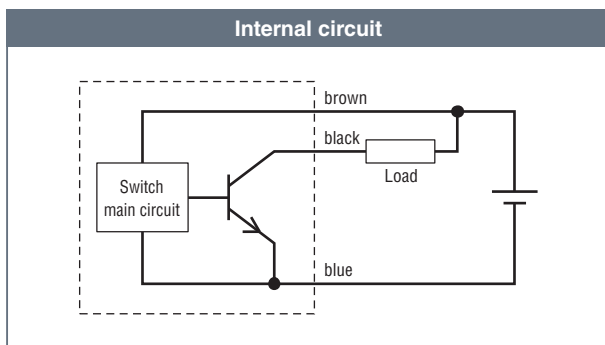 Internal circuit
brown
black
Load
Switch
main circuit
blue